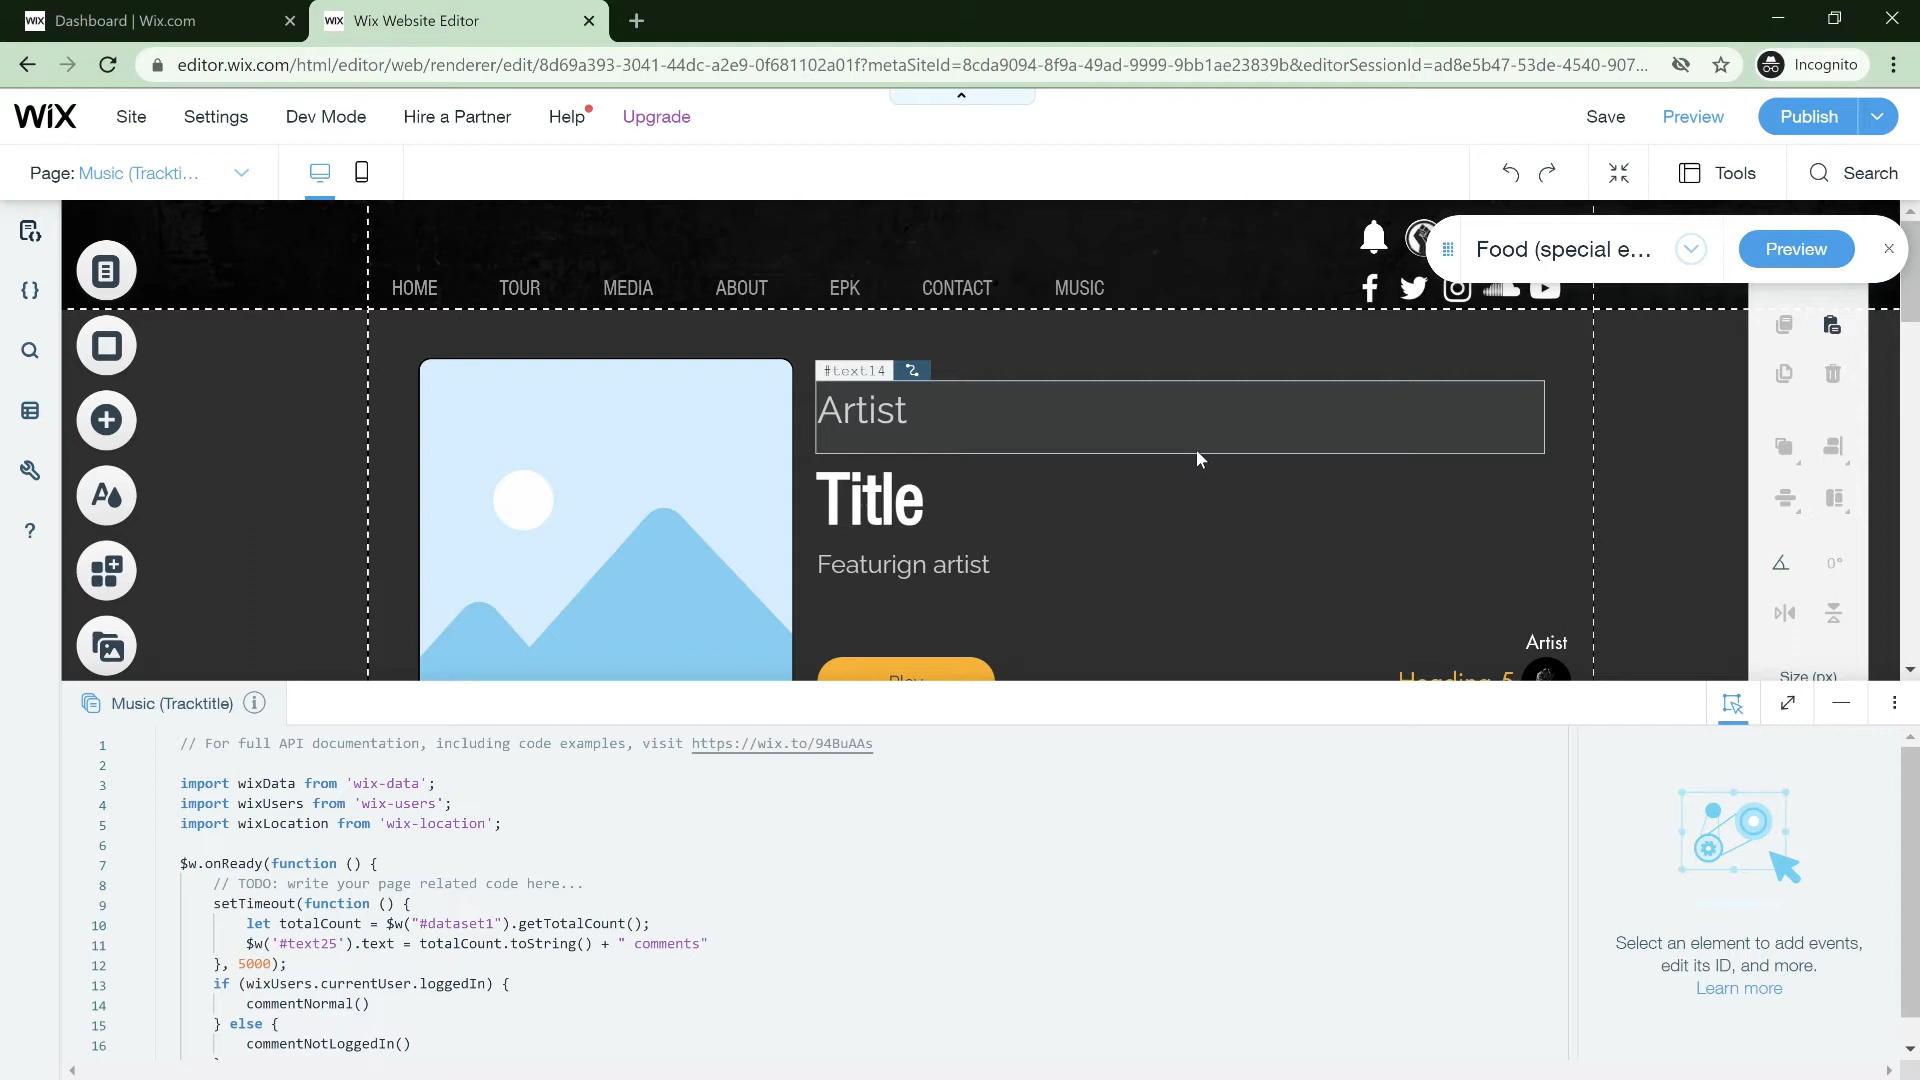 WIX Dashboard | Wix.com
WIX Wix Website Editor
editor.wix.com/html/editor/web/renderer/edit/8d69a393-3041-44dc-a2e9-0f681102a01f?metaSiteId=8cda9094-8f9a-49ad-9999-9bb1ae23839b&editorSessionId=ad8e5b47-53de-4540-907... Incognito
WIX Site Settings Dev Mode Hire a Partner Help Upgrade Save Preview Publish
Page: Music (Trackti... Tools Search
Food (special e... Preview
HOME TOUR MEDIA ABOUT EPK CONTACT MUSIC
#text14
Artist
Title
Featurign artist
0°
Artist
Play
Heading 5
Size (px)
Music (Tracktitle)
1 // For full API documentation, including code examples, visit https://wix.to/94BuAAs
2
3 import wixData from 'wix-data';
4 import wixUsers from 'wix-users';
5 import wixLocation from 'wix-location';
6
7 $w.onReady(function () {
8 // TODO: write your page related code here...
9 setTimeout(function () {
10 let totalCount = $w("#dataset1").getTotalCount();
11 $w('#text25').text = totalCount.toString() + " comments"
12 }, 5000);
13 if (wixUsers.currentUser.loggedIn) {
14 commentNormal()
15 } else {
16 commentNotLoggedIn()
Select an element to add events,
edit its ID, and more.
Learn more